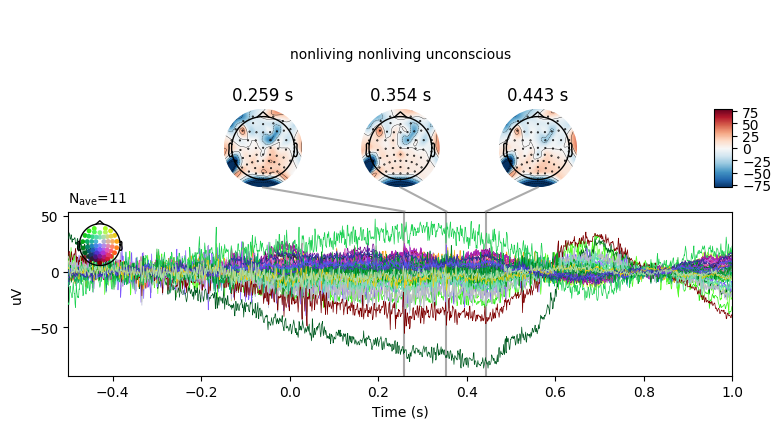 nonliving nonliving unconscious
0.259 s 0.354 s 0.443 s
75
50
25
0
−25
−50
−75
Nave=11
50
0
−50
uV
−0.4 −0.2 0.0 0.2 0.4 0.6 0.8 1.0
Time (s)